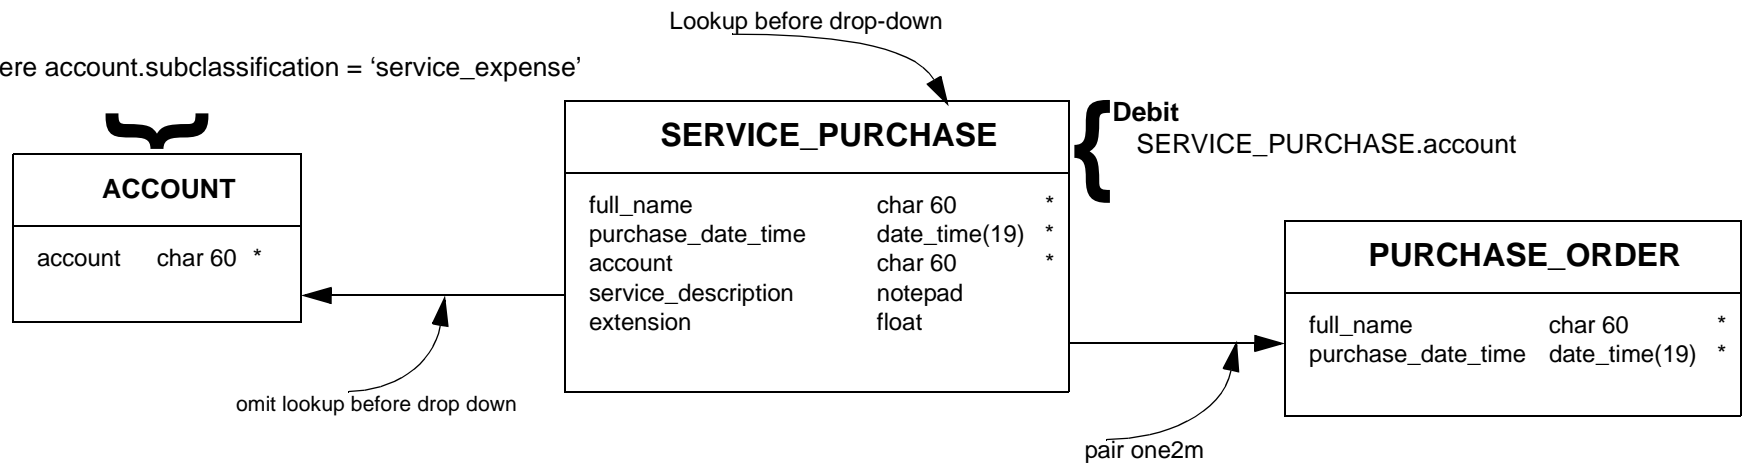 Lookup before drop-down
ere account.subclassification = ‘service_expense’
SERVICE_PURCHASE
full_name char 60 *
purchase_date_time date_time(19) *
account char 60 *
service_description notepad
extension float
Debit
SERVICE_PURCHASE.account
ACCOUNT
account char 60 *
PURCHASE_ORDER
full_name char 60 *
purchase_date_time date_time(19) *
omit lookup before drop down
pair one2m